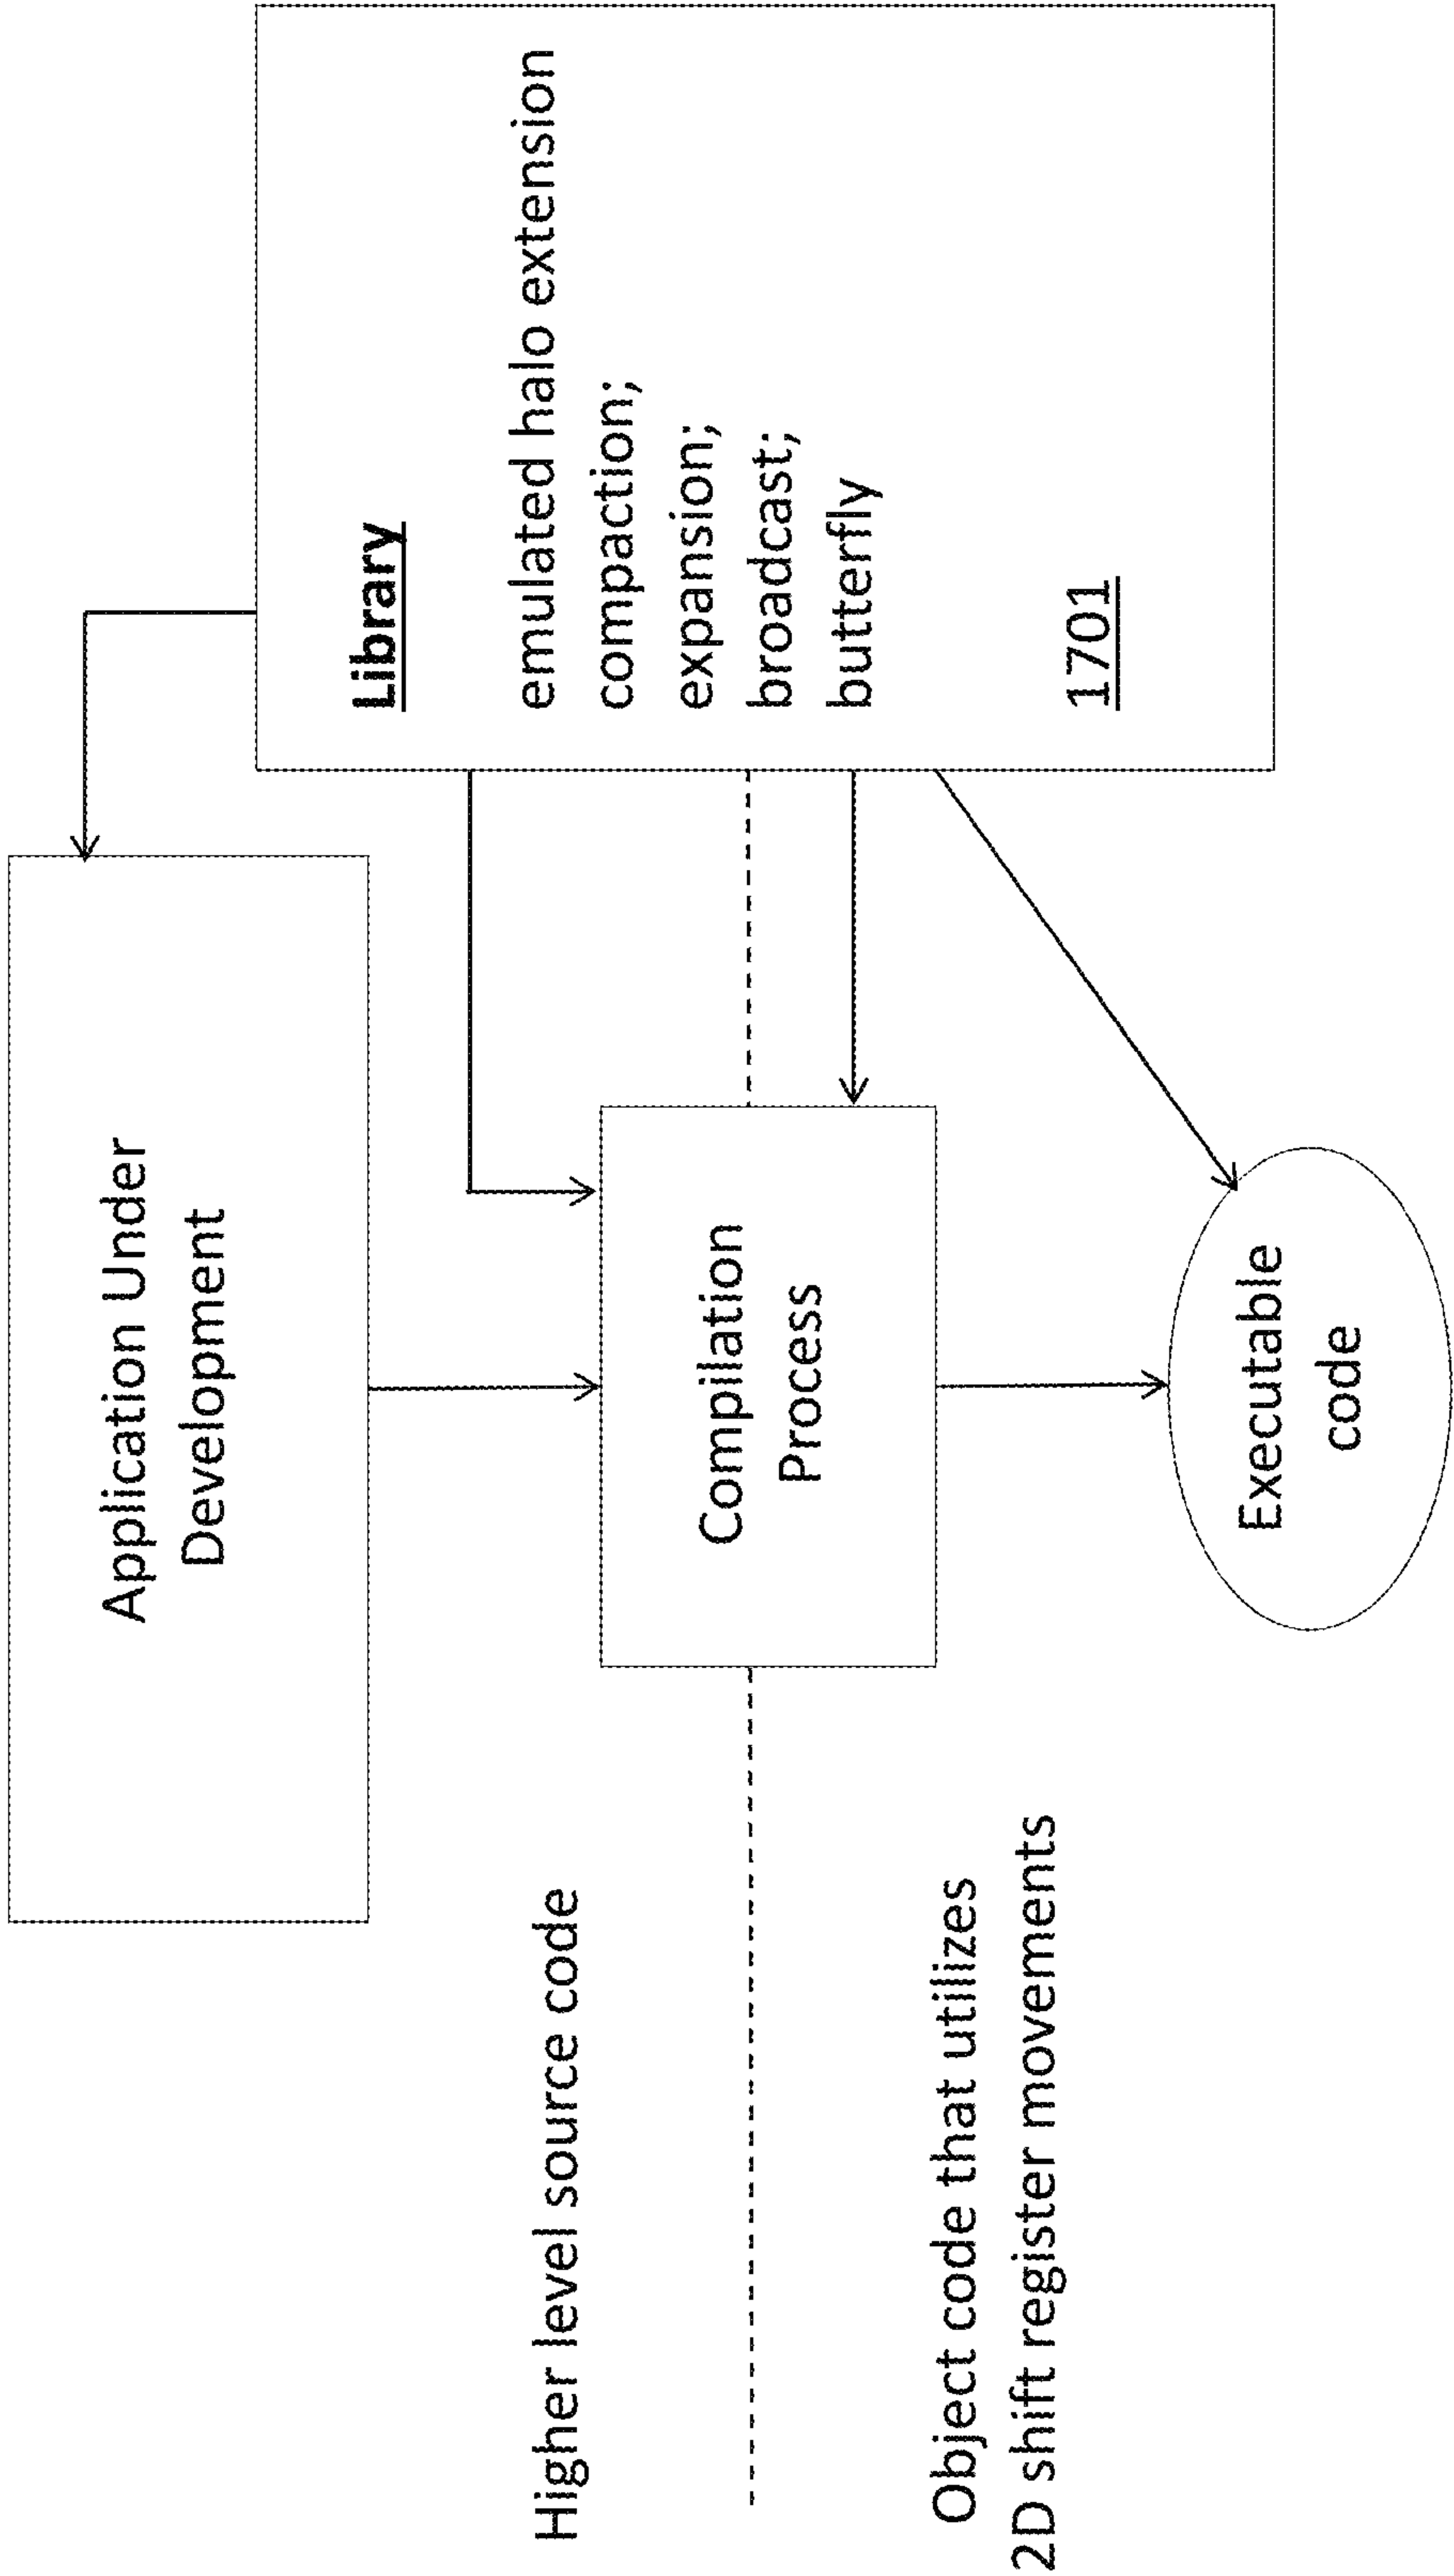 Application Under
Development
Library
emulated halo extension
compaction;
expansion;
broadcast;
butterfly
1701
Higher level source code
Compilation
Process
Object code that utilizes
2D shift register movements
Executable
code